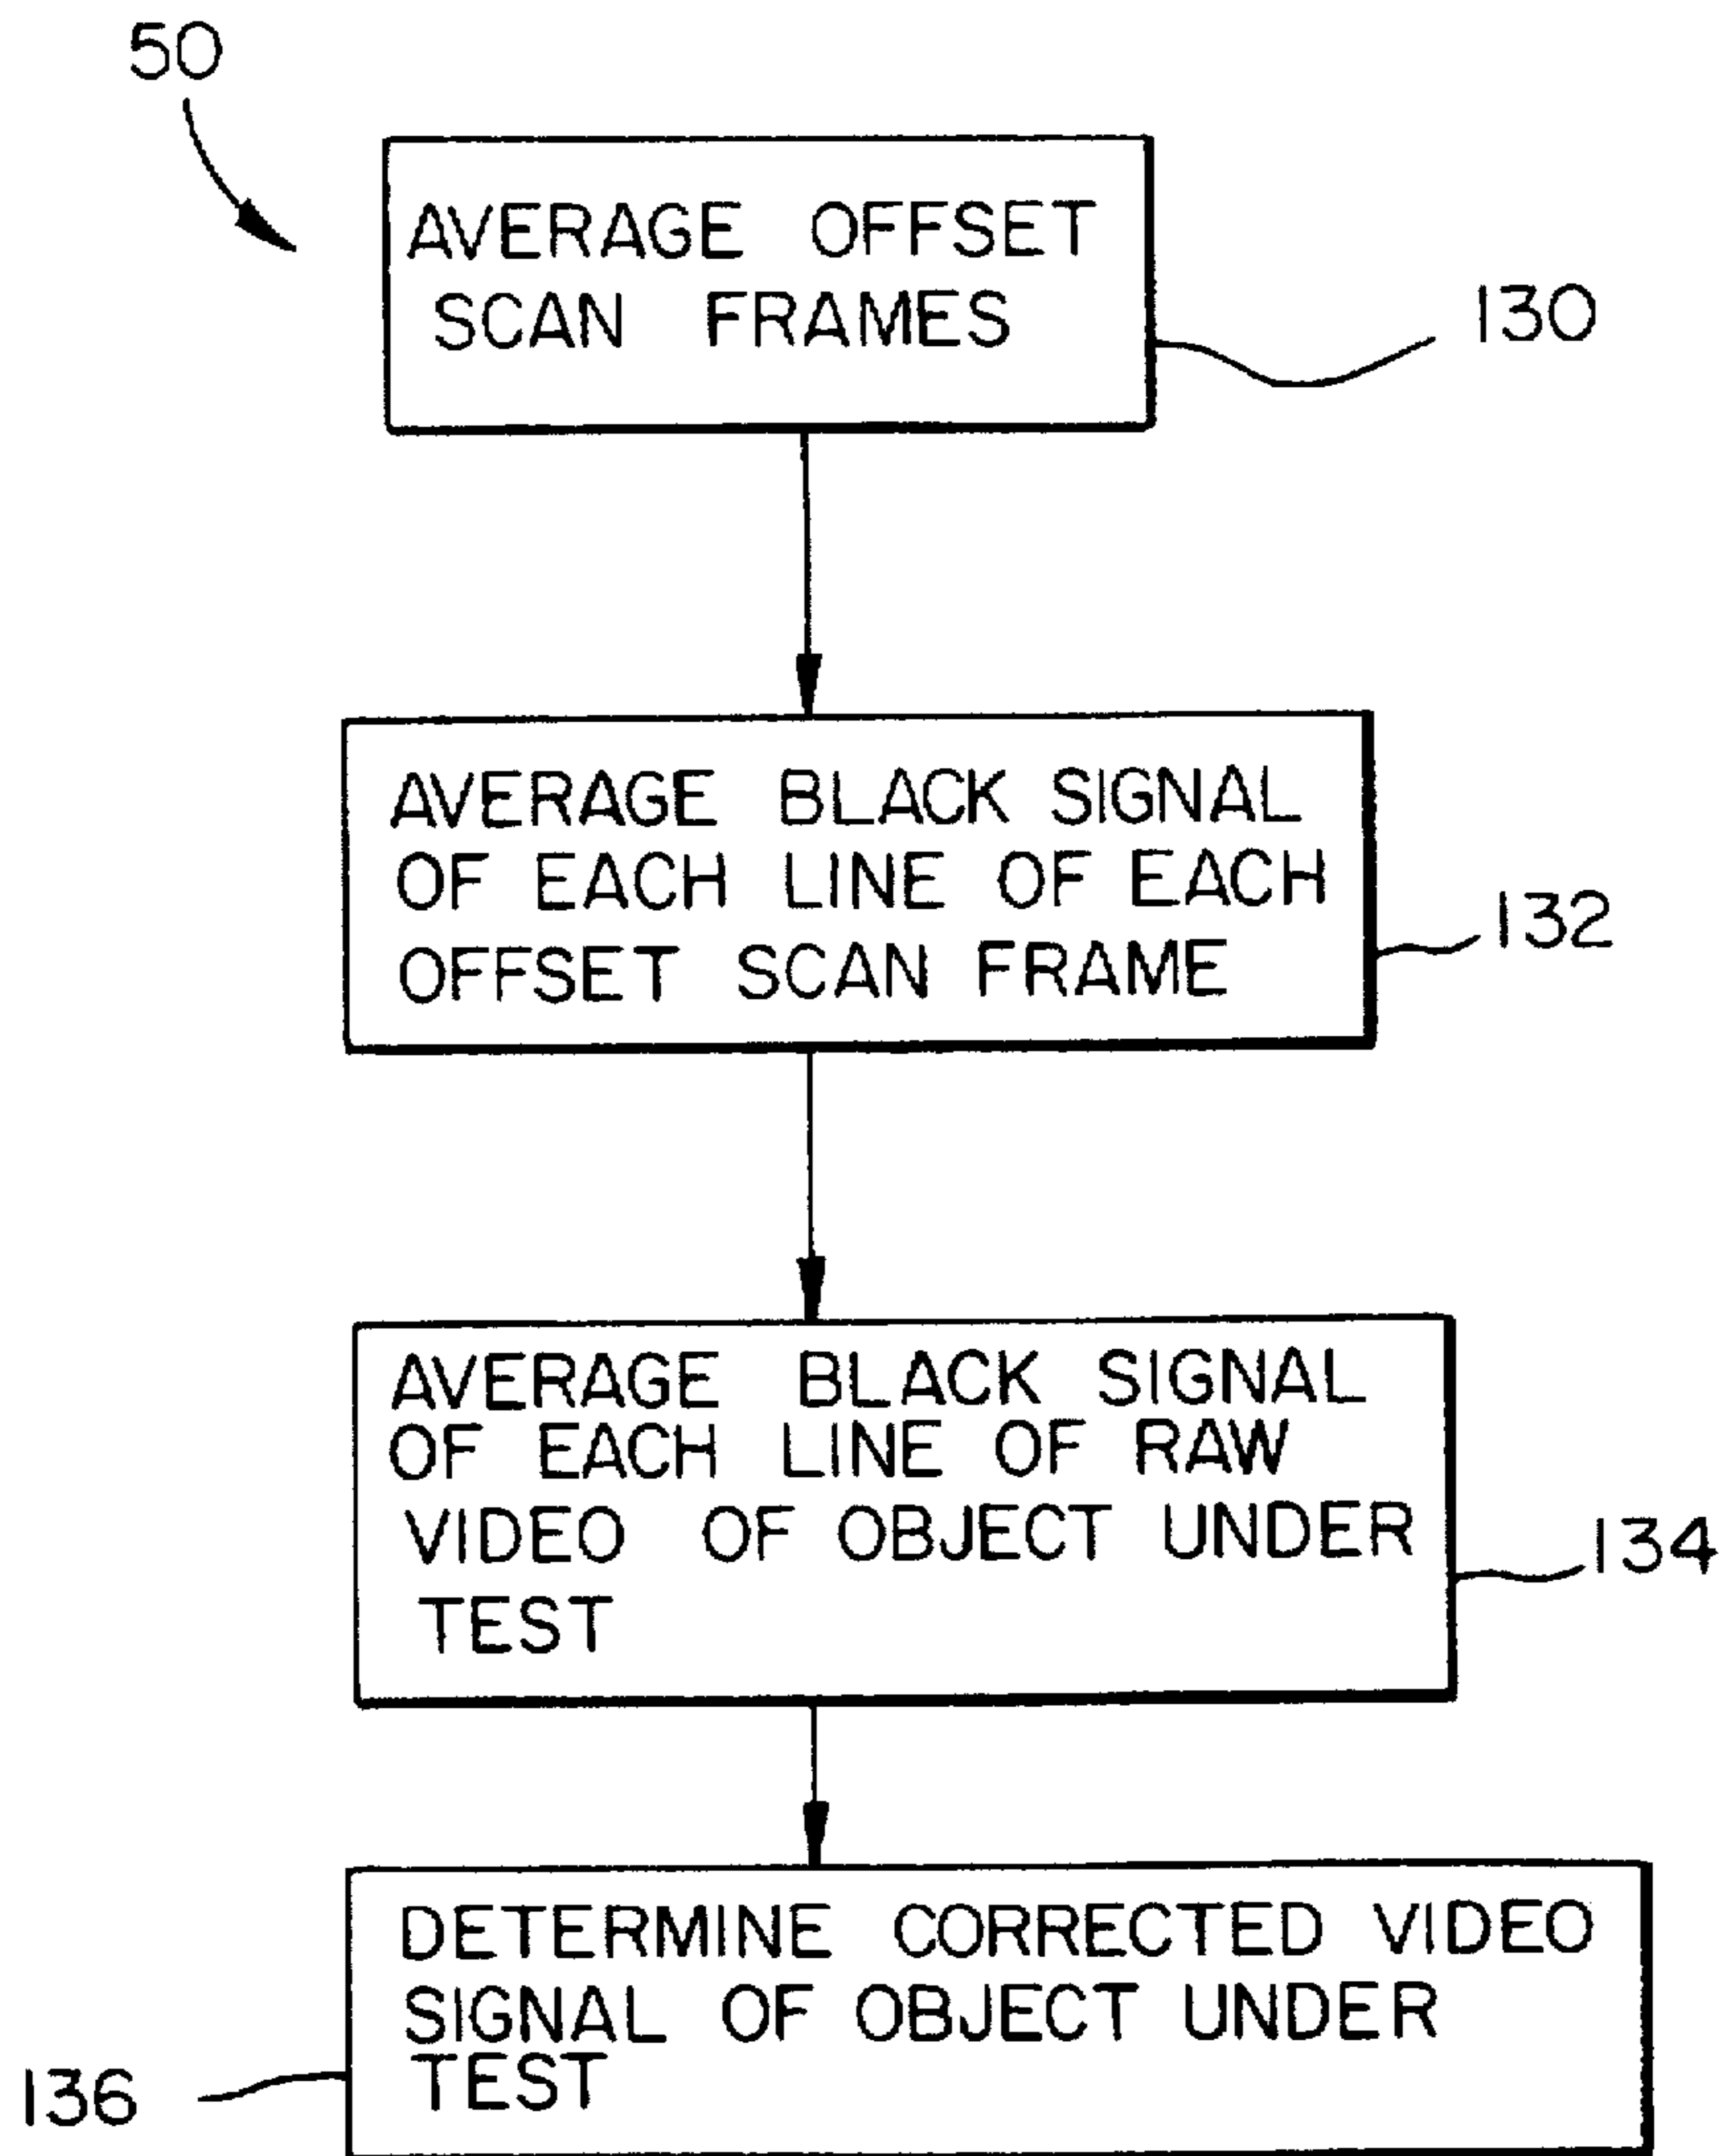 50
AVERAGE OFFSET
SCAN FRAMES
130
AVERAGE BLACK SIGNAL
OF EACH LINE OF EACH
OFFSET SCAN FRAME
132
AVERAGE BLACK SIGNAL
OF EACH LINE OF RAW
VIDEO OF OBJECT UNDER
TEST
134
DETERMINE CORRECTED VIDEO
SIGNAL OF OBJECT UNDER
TEST
136